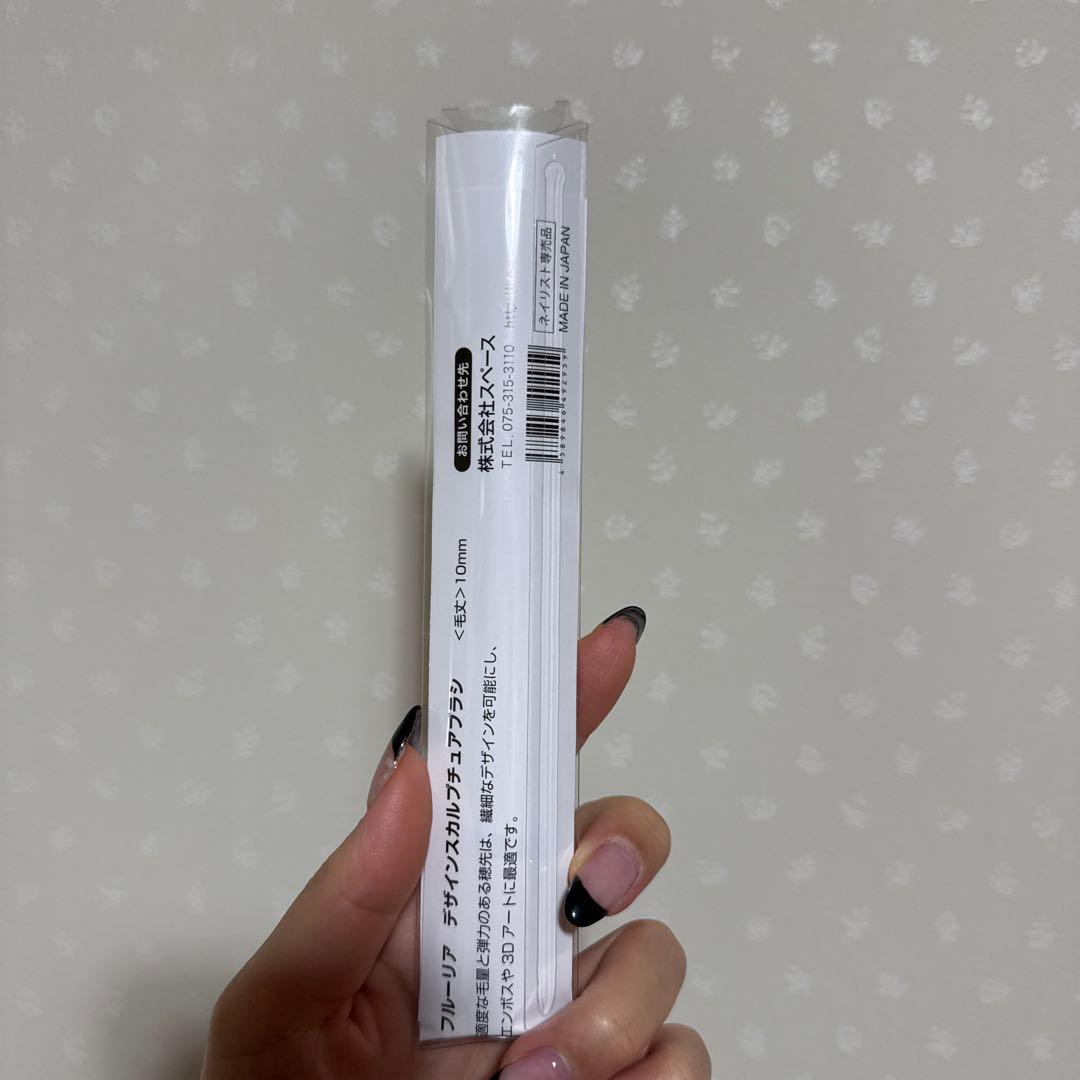 フルーリア デザインスカルプチュアブラシ <毛丈>10mm
適度な毛量と弾力のある穂先は、繊細なデザインを可能にし、
エンボスや3Dアートに最適です。
お問い合わせ先
株式会社スペース
TEL.075-315-3110
ネイリスト専売品
MADE IN JAPAN
4 589846 492959